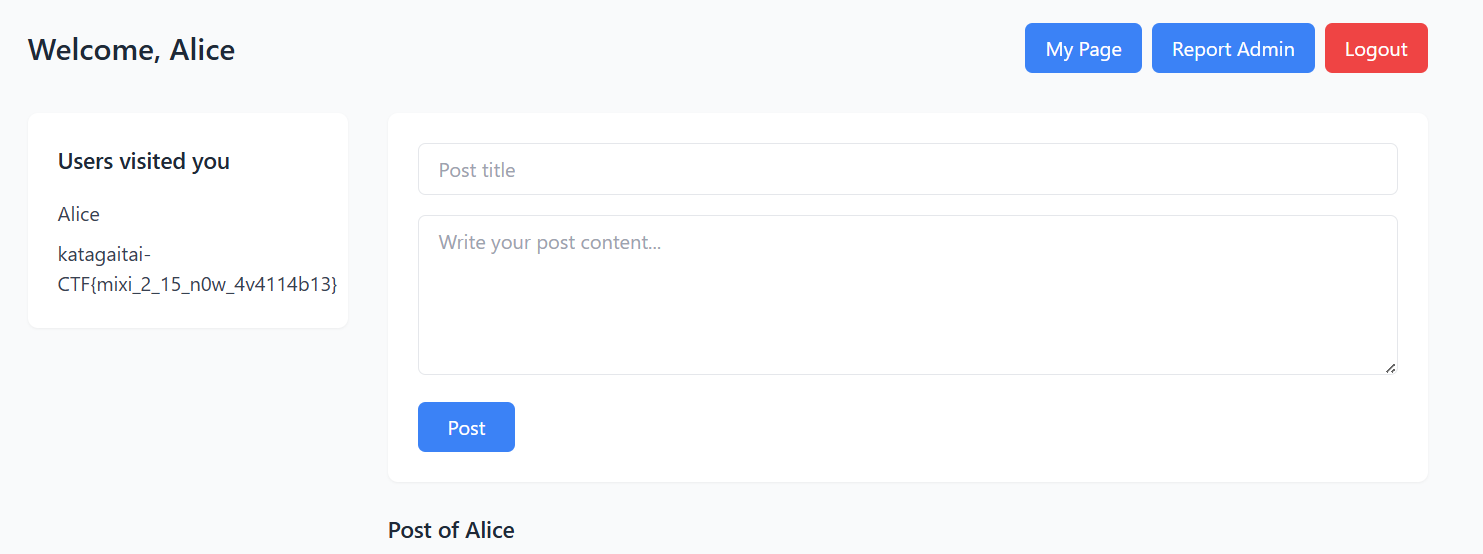 Welcome, Alice
My Page
Report Admin
Logout
Users visited you
Alice
katagaitai-
CTF{mixi_2_15_n0w_4v4114b13}
Post title
Write your post content...
Post
Post of Alice